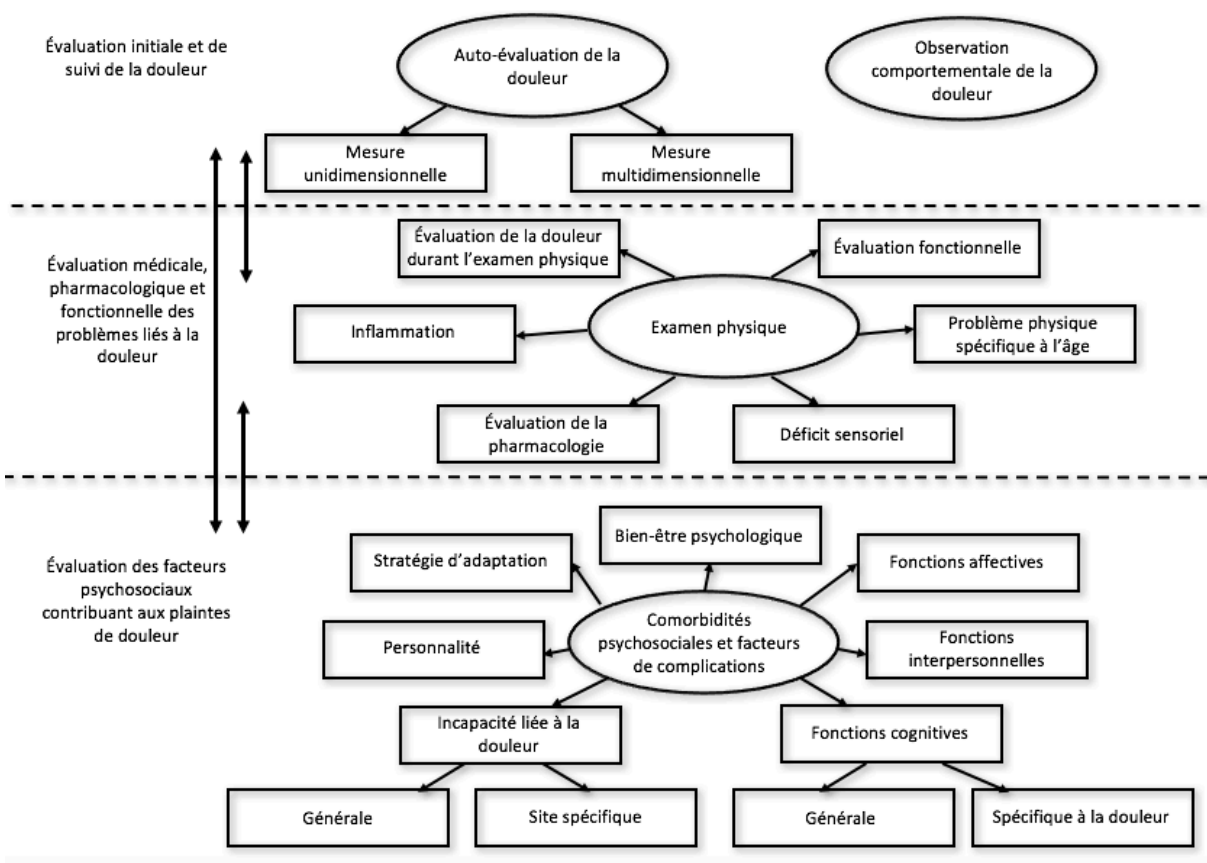 Évaluation initiale et de
suivi de la douleur
Auto-évaluation de la
douleur
Observation
comportementale de la
douleur
Mesure
unidimensionnelle
Mesure
multidimensionnelle
Évaluation médicale,
pharmacologique et
fonctionnelle des
problèmes liés à la
douleur
Évaluation de la douleur
durant l'examen physique
Évaluation fonctionnelle
Inflammation
Examen physique
Problème physique
spécifique à l'âge
Évaluation de la
pharmacologie
Déficit sensoriel
Évaluation des facteurs
psychosociaux
contribuant aux plaintes
de douleur
Stratégie d'adaptation
Bien-être psychologique
Fonctions affectives
Personnalité
Comorbidités
psychosociales et facteurs
de complications
Fonctions
interpersonnelles
Incapacité liée à la
douleur
Fonctions cognitives
Générale
Site spécifique
Générale
Spécifique à la douleur